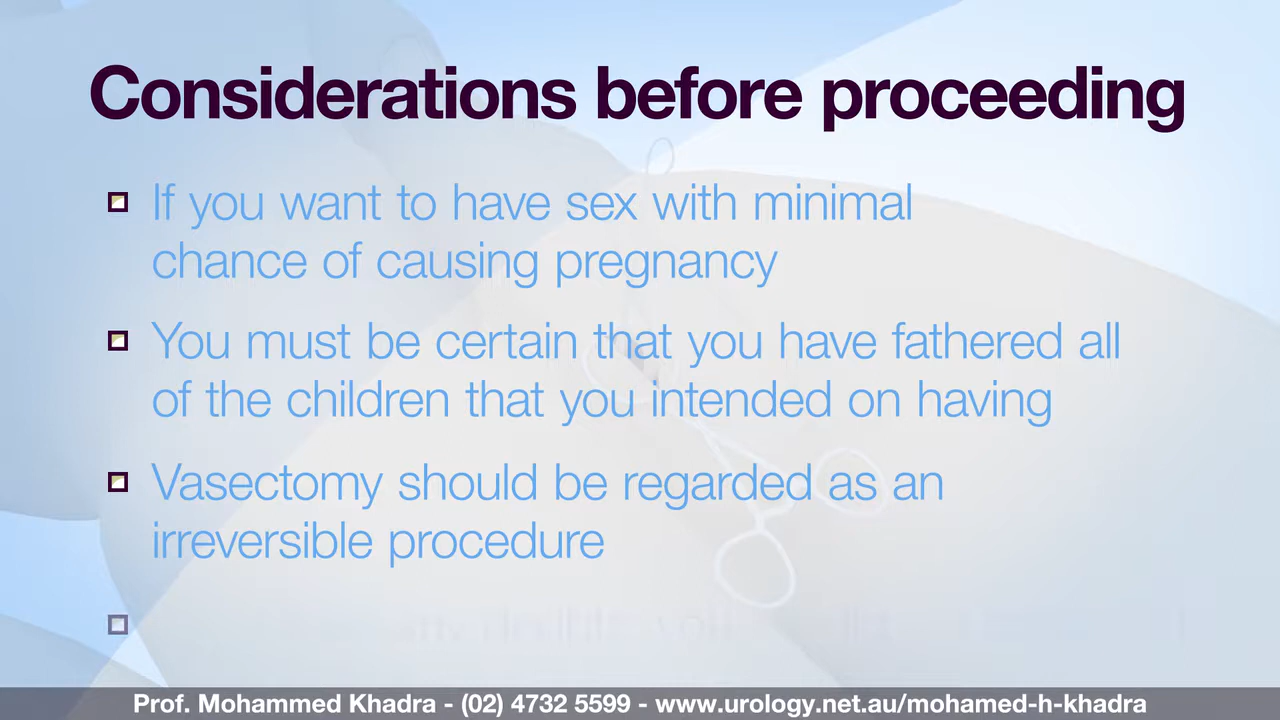 Considerations before proceeding
If you want to have sex with minimal
chance of causing pregnancy
You must be certain that you have fathered all
of the children that you intended on having
Vasectomy should be regarded as an
irreversible procedure
Prof. Mohammed Khadra - (02) 4732 5599 - www.urology.net.au/mohamed-h-khadra